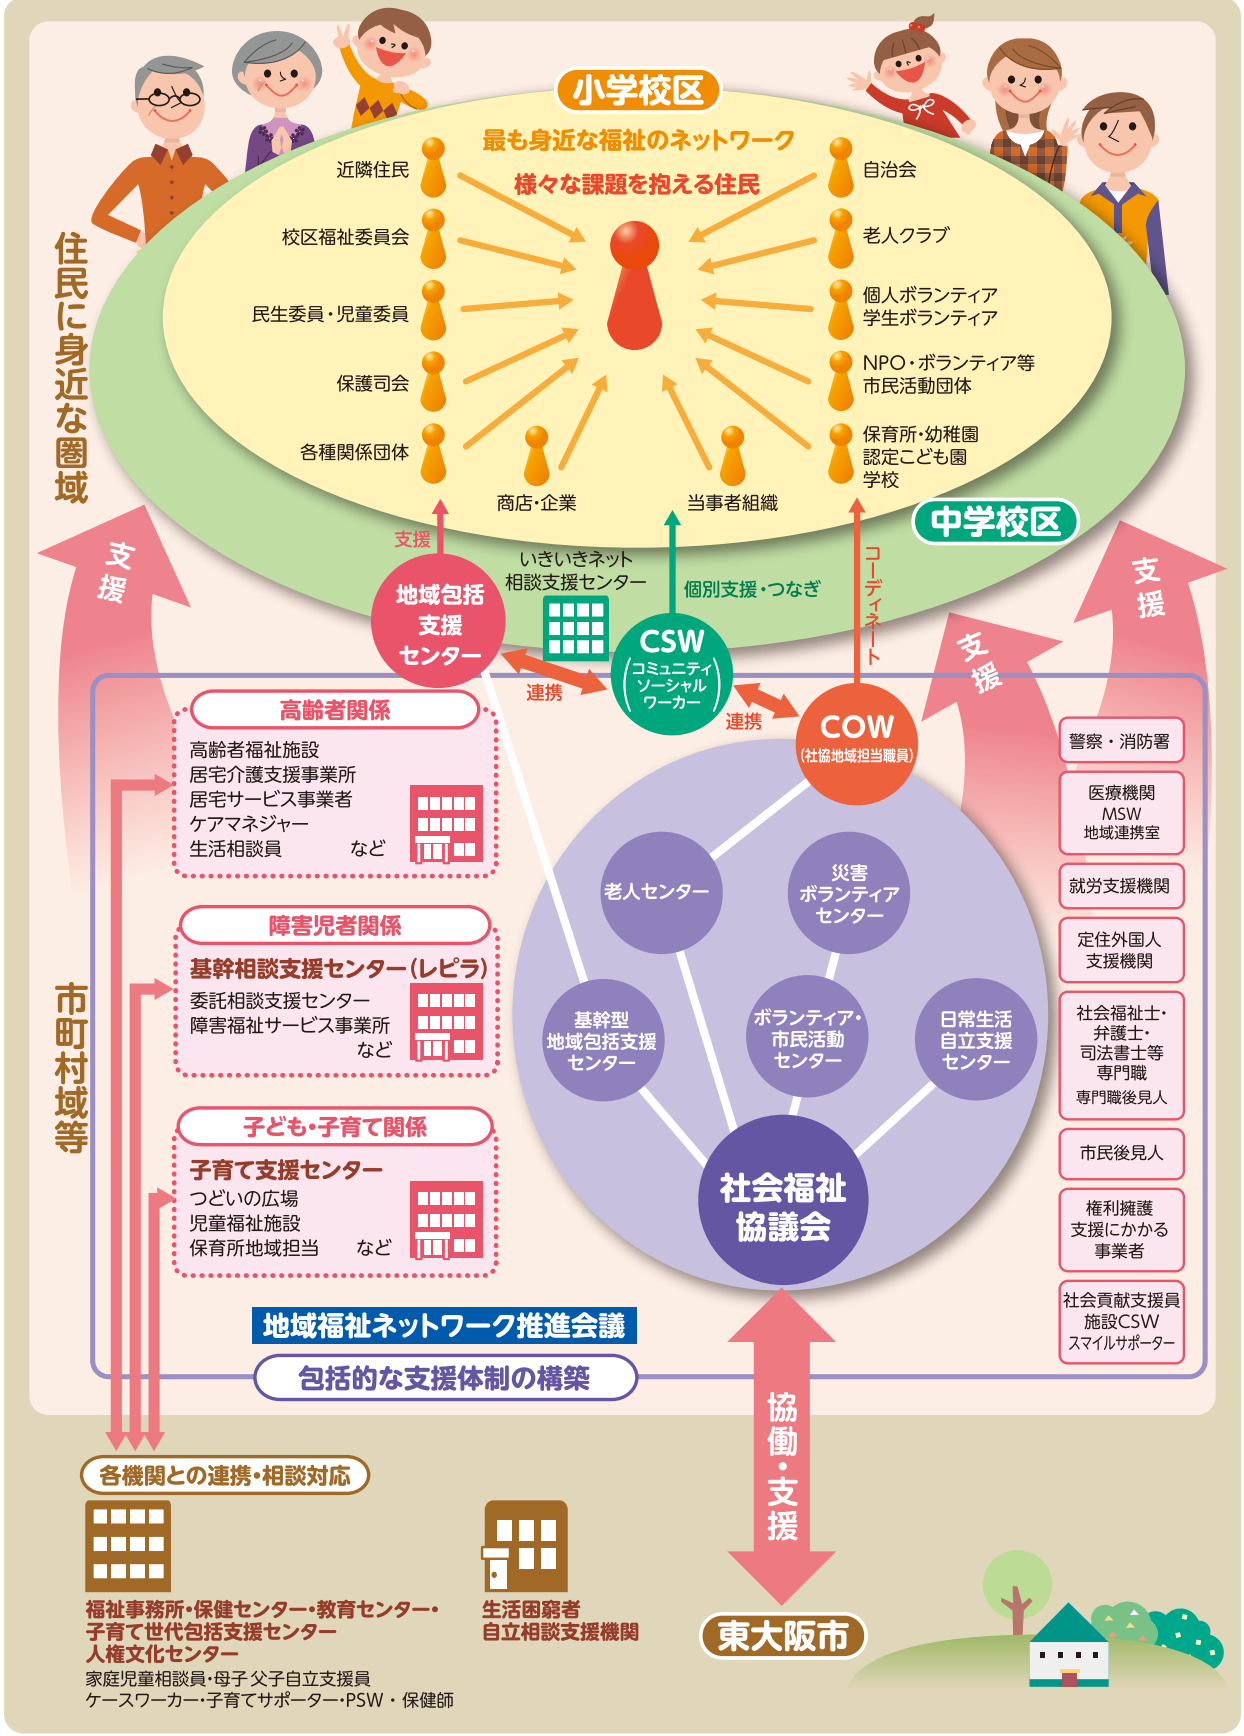 小学校区
最も身近な福祉のネットワーク
様々な課題を抱える住民
近隣住民
校区福祉委員会
民生委員・児童委員
保護司会
各種関係団体
商店・企業
当事者組織
自治会
老人クラブ
個人ボランティア
学生ボランティア
NPO・ボランティア等
市民活動団体
保育所・幼稚園
認定こども園
学校
中学校区
住民に身近な圏域
支援
支援
支援
支援
支援
地域包括
支援
センター
いきいきネット
相談支援センター
個別支援・つなぎ
コーディネート
CSW
(コミュニティ
ソーシャル
ワーカー)
連携
連携
COW
(社協地域担当職員)
市町村域等
高齢者関係
高齢者福祉施設
居宅介護支援事業所
居宅サービス事業者
ケアマネジャー
生活相談員 など
障害児者関係
基幹相談支援センター(レピラ)
委託相談支援センター
障害福祉サービス事業所
など
子ども・子育て関係
子育て支援センター
つどいの広場
児童福祉施設
保育所地域担当 など
老人センター
災害
ボランティア
センター
基幹型
地域包括支援
センター
ボランティア・
市民活動
センター
日常生活
自立支援
センター
社会福祉
協議会
警察・消防署
医療機関
MSW
地域連携室
就労支援機関
定住外国人
支援機関
社会福祉士・
弁護士・
司法書士等
専門職
専門職後見人
市民後見人
権利擁護
支援にかかる
事業者
社会貢献支援員
施設CSW
スマイルサポーター
地域福祉ネットワーク推進会議
包括的な支援体制の構築
協働・支援
各機関との連携・相談対応
福祉事務所・保健センター・教育センター・
子育て世代包括支援センター
人権文化センター
家庭児童相談員・母子父子自立支援員
ケースワーカー・子育てサポーター・PSW・保健師
生活困窮者
自立相談支援機関
東大阪市